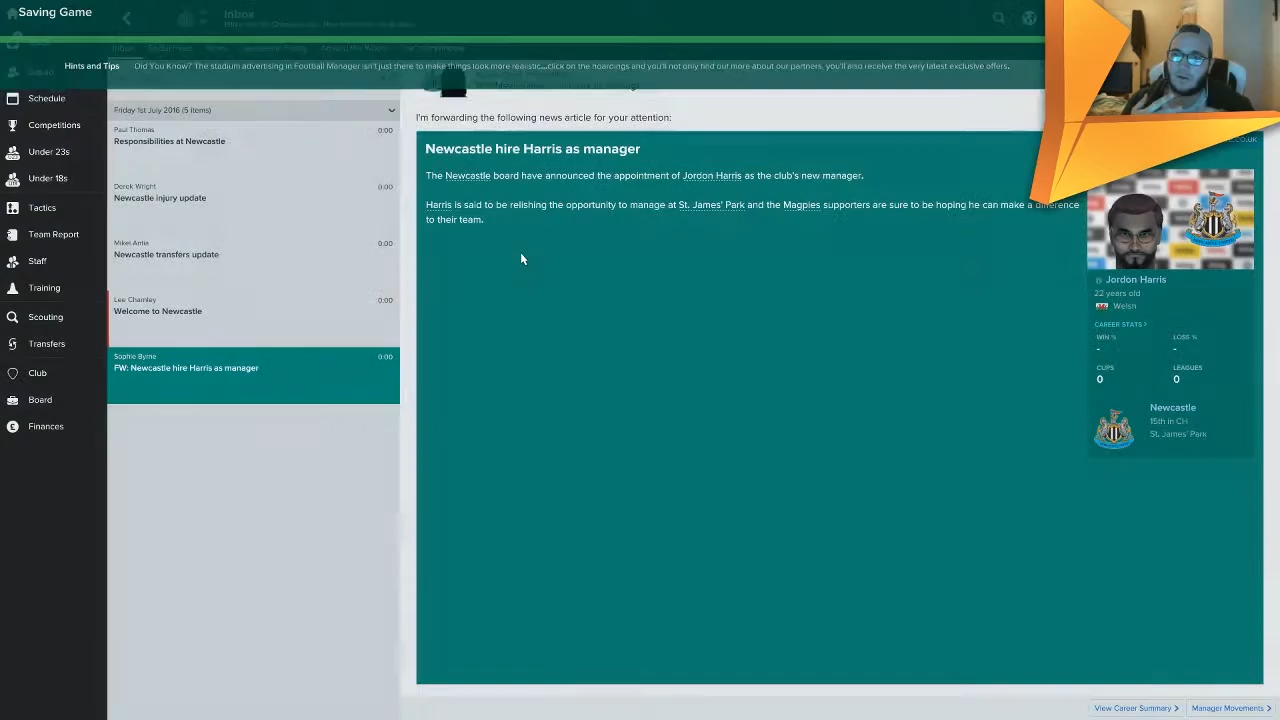 Saving Game
Inbox
Hints and Tips
Did You Know? The stadium advertising in Football Manager isn't just there to make things look more realistic...click on the hoardings and you'll not only find out more about our partners, you'll also receive the very latest exclusive offers.
Squad
Schedule
Competitions
Under 23s
Under 18s
Tactics
Team Report
Staff
Training
Scouting
Transfers
Club
Board
Finances
Friday 1st July 2016 (5 items)
Paul Thomas 0:00
Responsibilities at Newcastle
Derek Wright 0:00
Newcastle injury update
Mikel Antia 0:00
Newcastle transfers update
Lee Charnley 0:00
Welcome to Newcastle
Sophie Byrne 0:00
FW: Newcastle hire Harris as manager
I'm forwarding the following news article for your attention:
Newcastle hire Harris as manager
The Newcastle board have announced the appointment of Jordon Harris as the club's new manager.
Harris is said to be relishing the opportunity to manage at St. James' Park and the Magpies supporters are sure to be hoping he can make a difference
to their team.
Jordon Harris
22 years old
Welsh
CAREER STATS >
WIN % LOSS %
- -
CUPS LEAGUES
0 0
Newcastle
15th in CH
St. James' Park
View Career Summary > Manager Movements >